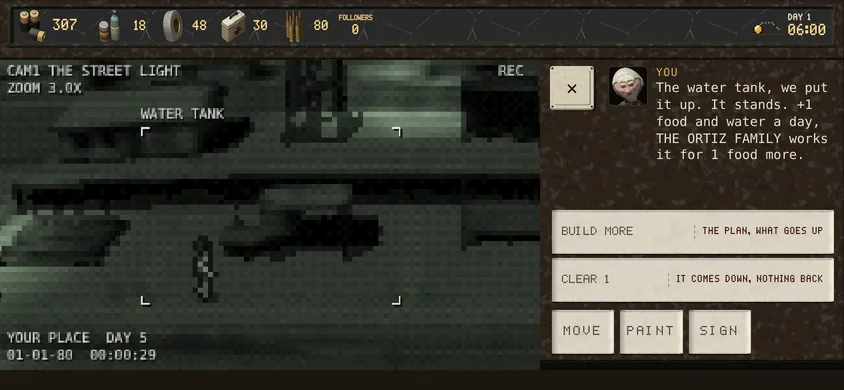 307 18 48 30 80 FOLLOWERS 0
DAY 1
06:00
CAM1 THE STREET LIGHT
REC
ZOOM 3.0X
WATER TANK
YOUR PLACE DAY 5
01-01-80 00:00:29
×
YOU
The water tank, we put
it up. It stands. +1
food and water a day,
THE ORTIZ FAMILY works
it for 1 food more.
BUILD MORE THE PLAN, WHAT GOES UP
CLEAR 1 IT COMES DOWN, NOTHING BACK
MOVE PAINT SIGN